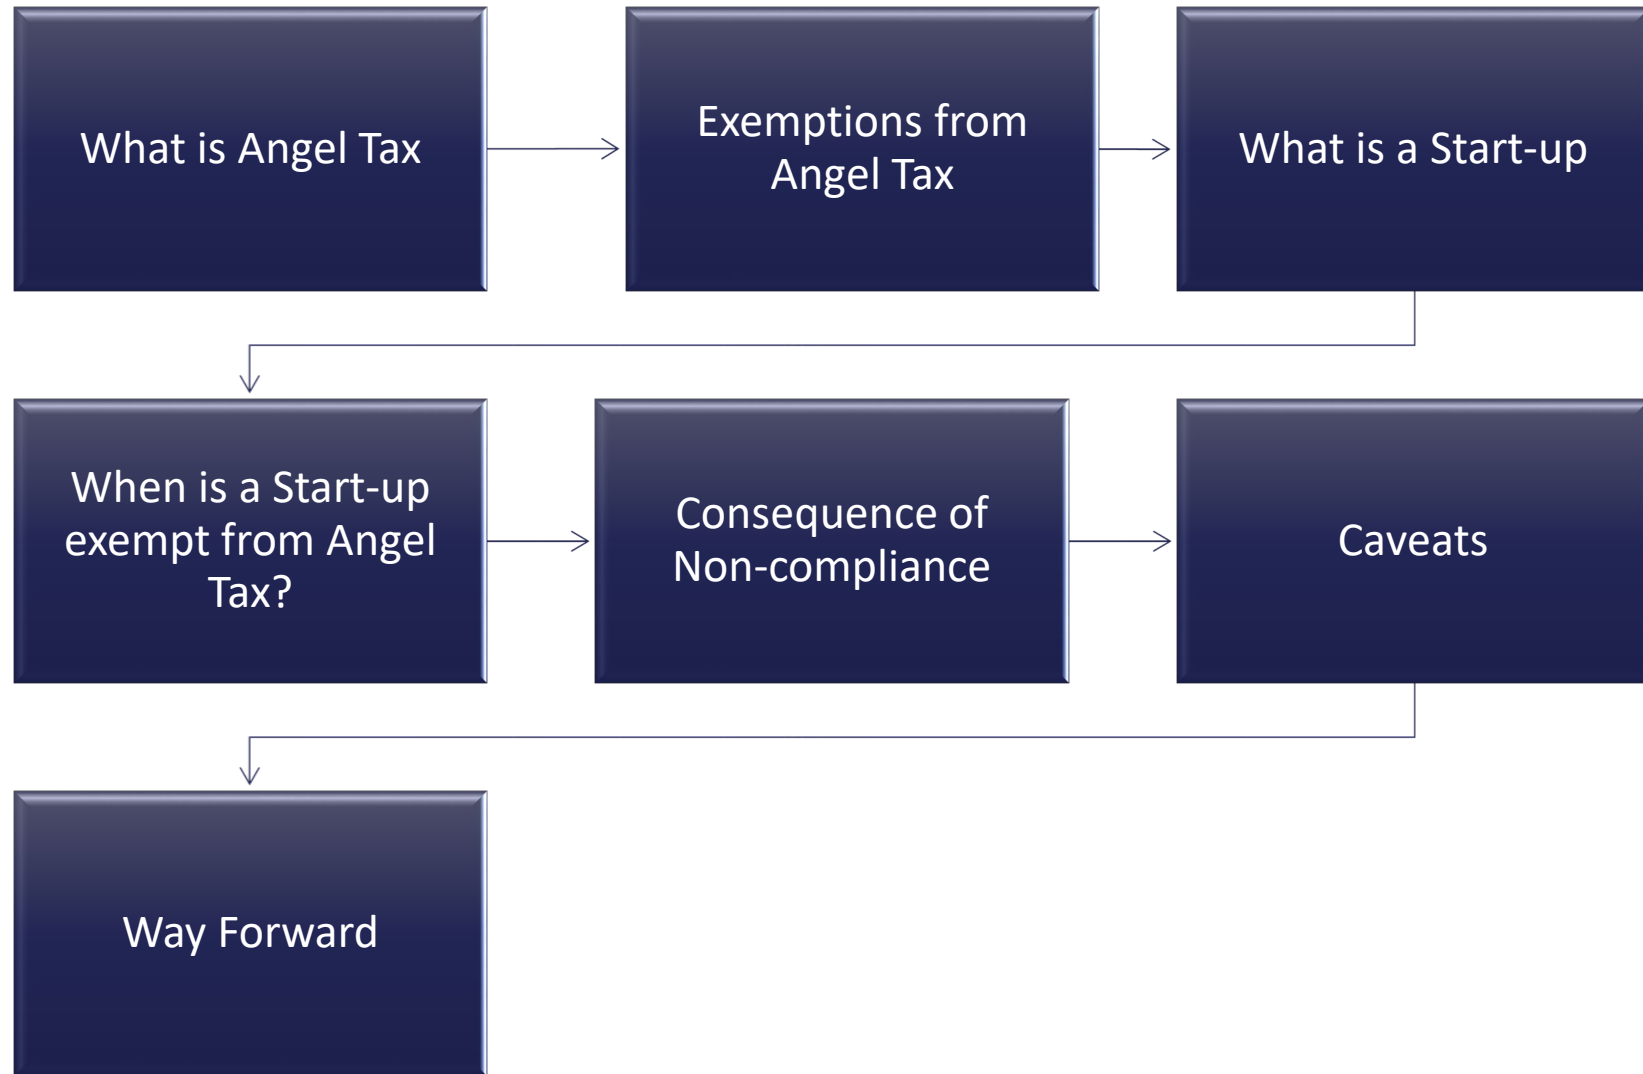 What is Angel Tax
Exemptions from
Angel Tax
What is a Start-up
When is a Start-up
exempt from Angel
Tax?
Consequence of
Non-compliance
Caveats
Way Forward